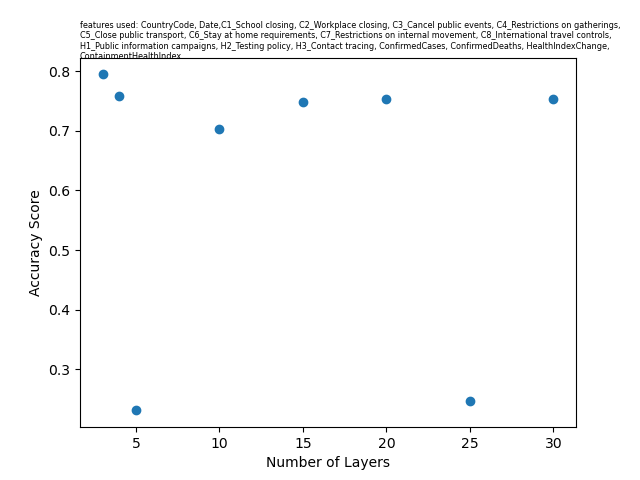 features used: CountryCode, Date,C1_School closing, C2_Workplace closing, C3_Cancel public events, C4_Restrictions on gatherings,
C5_Close public transport, C6_Stay at home requirements, C7_Restrictions on internal movement, C8_International travel controls,
H1_Public information campaigns, H2_Testing policy, H3_Contact tracing, ConfirmedCases, ConfirmedDeaths, HealthIndexChange,
ContainmentHealthIndex
0.8
0.7
0.6
0.5
0.4
0.3
Accuracy Score
5 10 15 20 25 30
Number of Layers